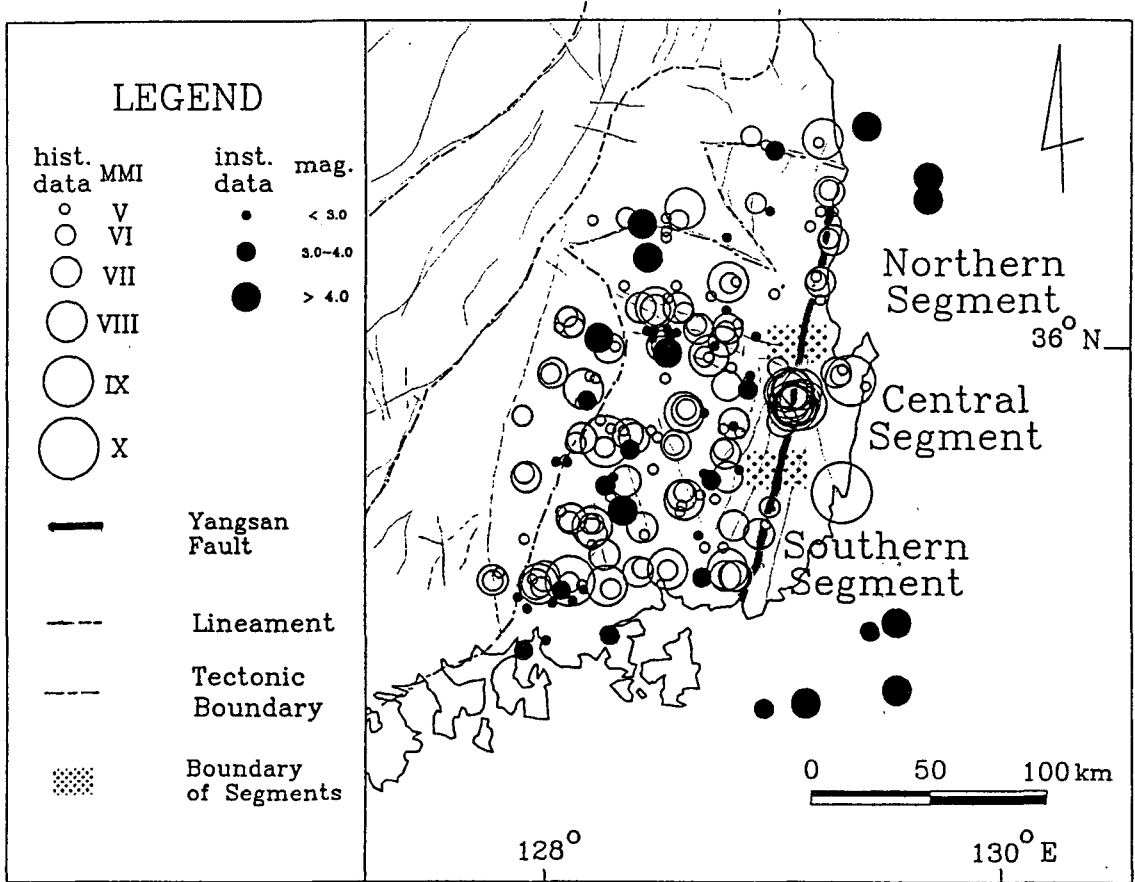 LEGEND
hist. data MMI
inst. data mag.
V
VI
VII
VIII
IX
X
< 3.0
3.0-4.0
> 4.0
Yangsan
Fault
Lineament
Tectonic
Boundary
Boundary
of Segments
Northern
Segment
36° N
Central
Segment
Southern
Segment
0 50 100 km
128°
130° E